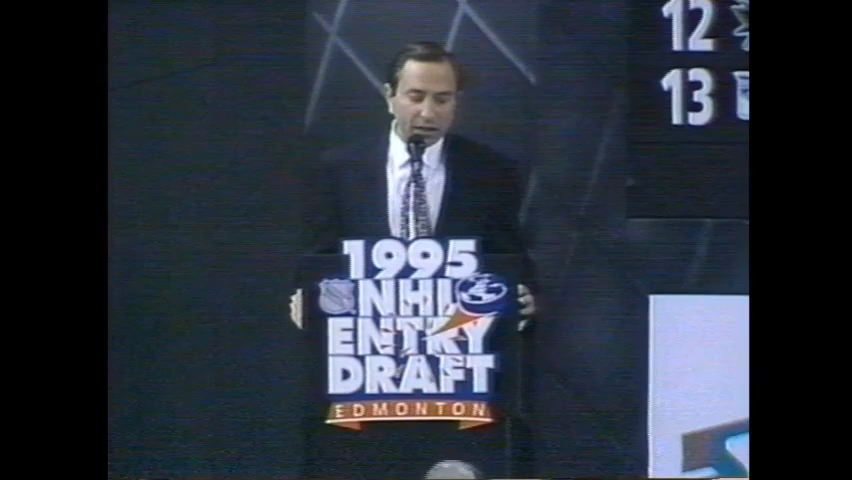 12
13
1995
NHL
ENTRY
DRAFT
EDMONTON